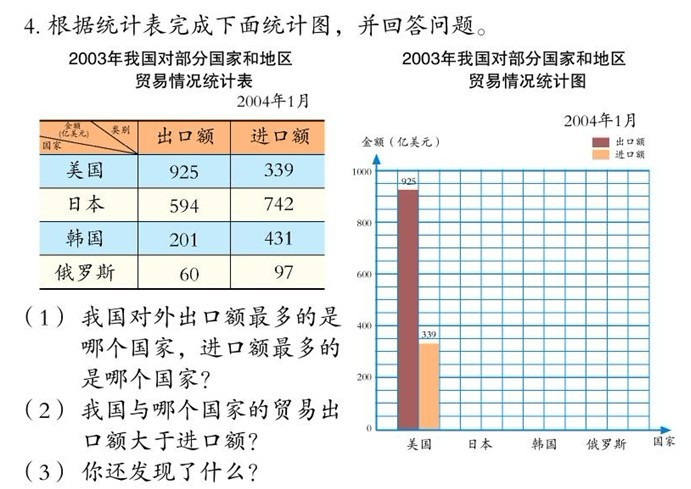 4. 根据统计表完成下面统计图，并回答问题。
2003年我国对部分国家和地区
贸易情况统计表
2004年1月
金额
(亿美元)
类别
国家
出口额 进口额
美国 925 339
日本 594 742
韩国 201 431
俄罗斯 60 97
2003年我国对部分国家和地区
贸易情况统计图
2004年1月
金额（亿美元）
出口额
进口额
1000
800
600
400
200
0
925
339
美国 日本 韩国 俄罗斯 国家
（1） 我国对外出口额最多的是
哪个国家，进口额最多的
是哪个国家？
（2） 我国与哪个国家的贸易出
口额大于进口额？
（3） 你还发现了什么？